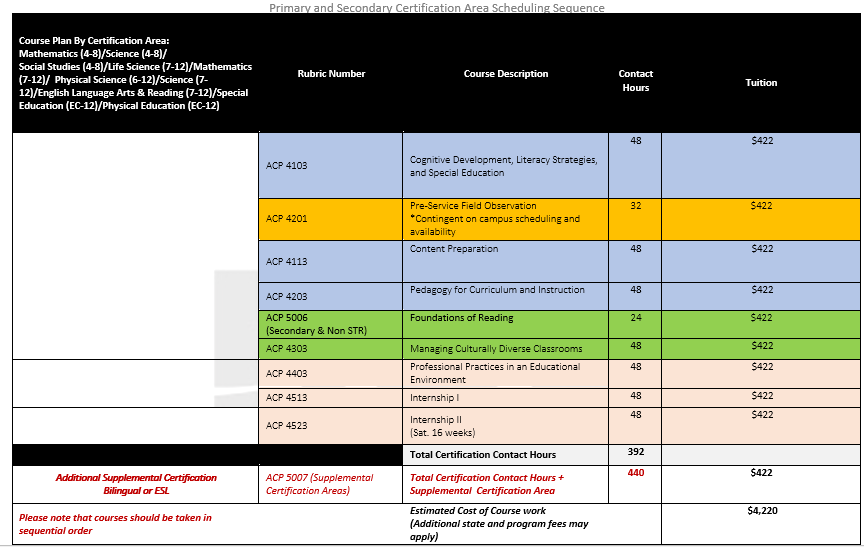 Primary and Secondary Certification Area Scheduling Sequence
Course Plan By Certification Area:
Mathematics (4-8)/Science (4-8)/
Social Studies (4-8)/Life Science (7-12)/Mathematics
(7-12)/ Physical Science (6-12)/Science (7-
12)/English Language Arts & Reading (7-12)/Special
Education (EC-12)/Physical Education (EC-12)
Rubric Number
Course Description
Contact
Hours
Tuition
ACP 4103
Cognitive Development, Literacy Strategies,
and Special Education
48
$422
ACP 4201
Pre-Service Field Observation
*Contingent on campus scheduling and
availability
32
$422
ACP 4113
Content Preparation
48
$422
ACP 4203
Pedagogy for Curriculum and Instruction
48
$422
ACP 5006
(Secondary & Non STR)
Foundations of Reading
24
$422
ACP 4303
Managing Culturally Diverse Classrooms
48
$422
ACP 4403
Professional Practices in an Educational
Environment
48
$422
ACP 4513
Internship I
48
$422
ACP 4523
Internship II
(Sat. 16 weeks)
48
$422
Total Certification Contact Hours
392
Additional Supplemental Certification
Bilingual or ESL
ACP 5007 (Supplemental
Certification Areas)
Total Certification Contact Hours +
Supplemental Certification Area
440
$422
Please note that courses should be taken in
sequential order
Estimated Cost of Course work
(Additional state and program fees may
apply)
$4,220